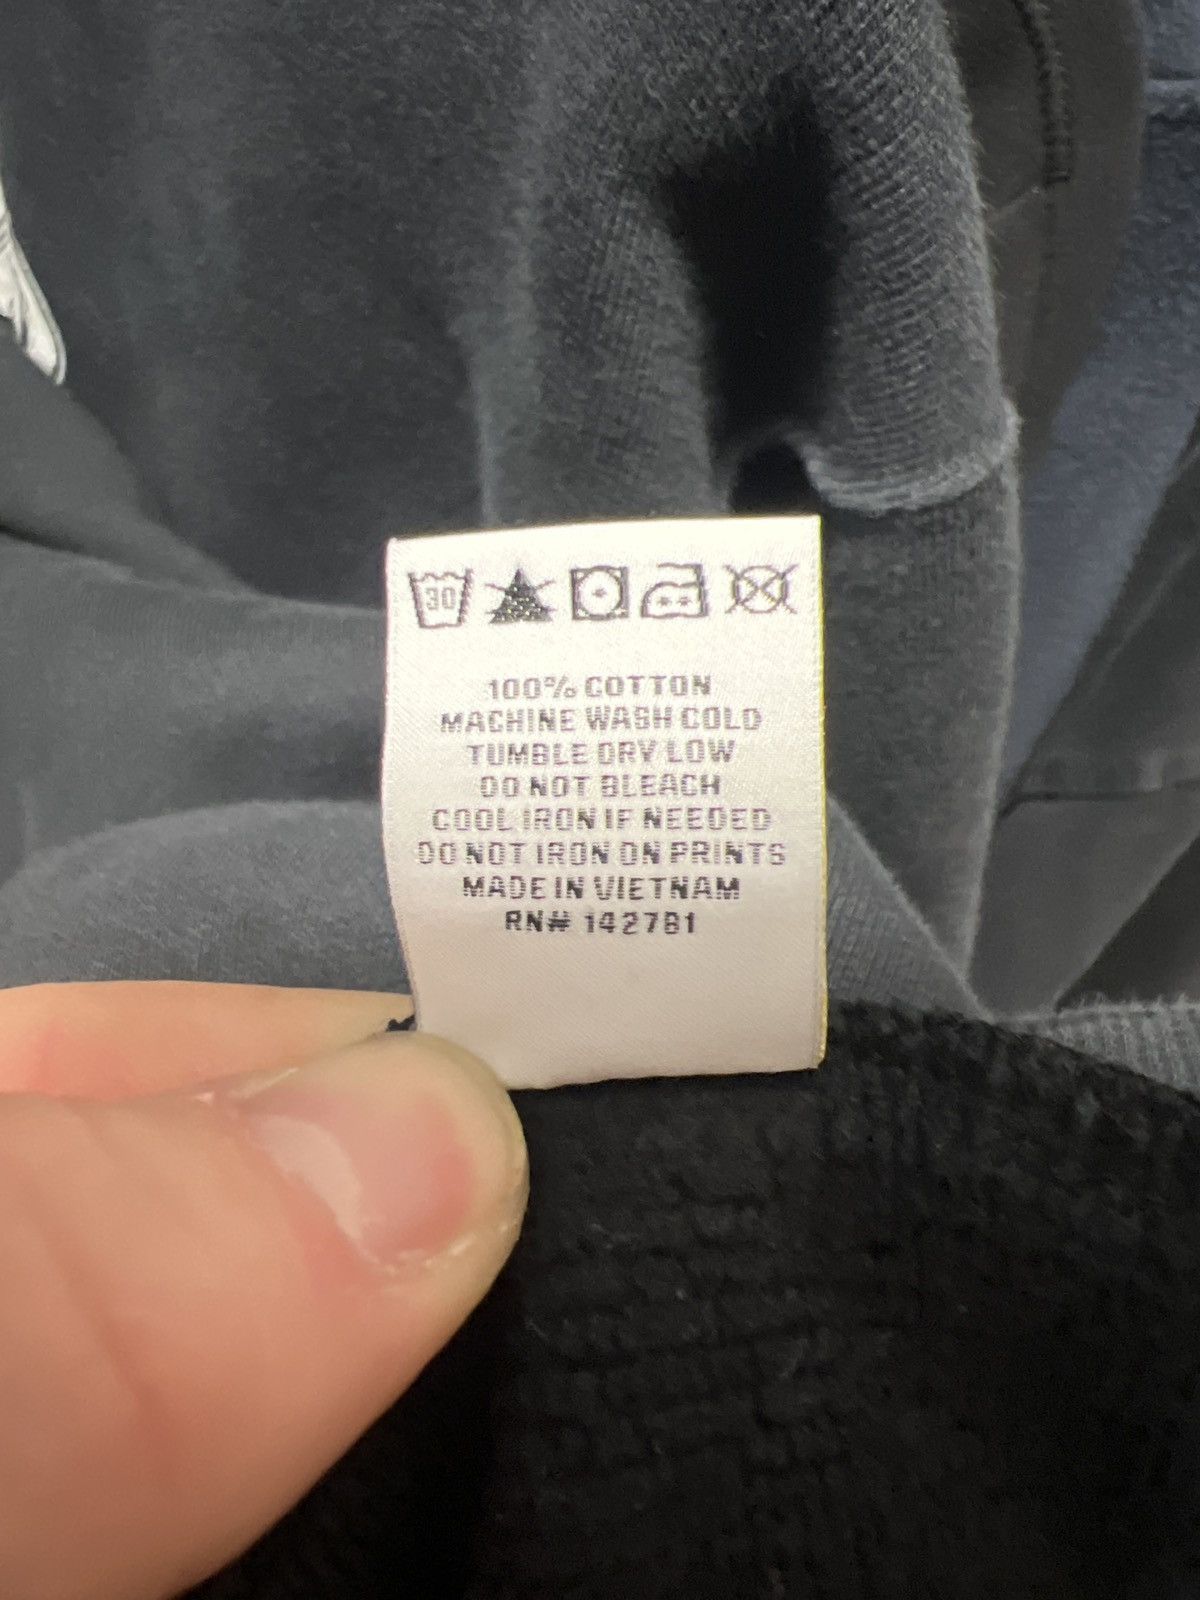 30
100% COTTON
MACHINE WASH COLD
TUMBLE DRY LOW
DO NOT BLEACH
COOL IRON IF NEEDED
DO NOT IRON ON PRINTS
MADE IN VIETNAM
RN# 142781